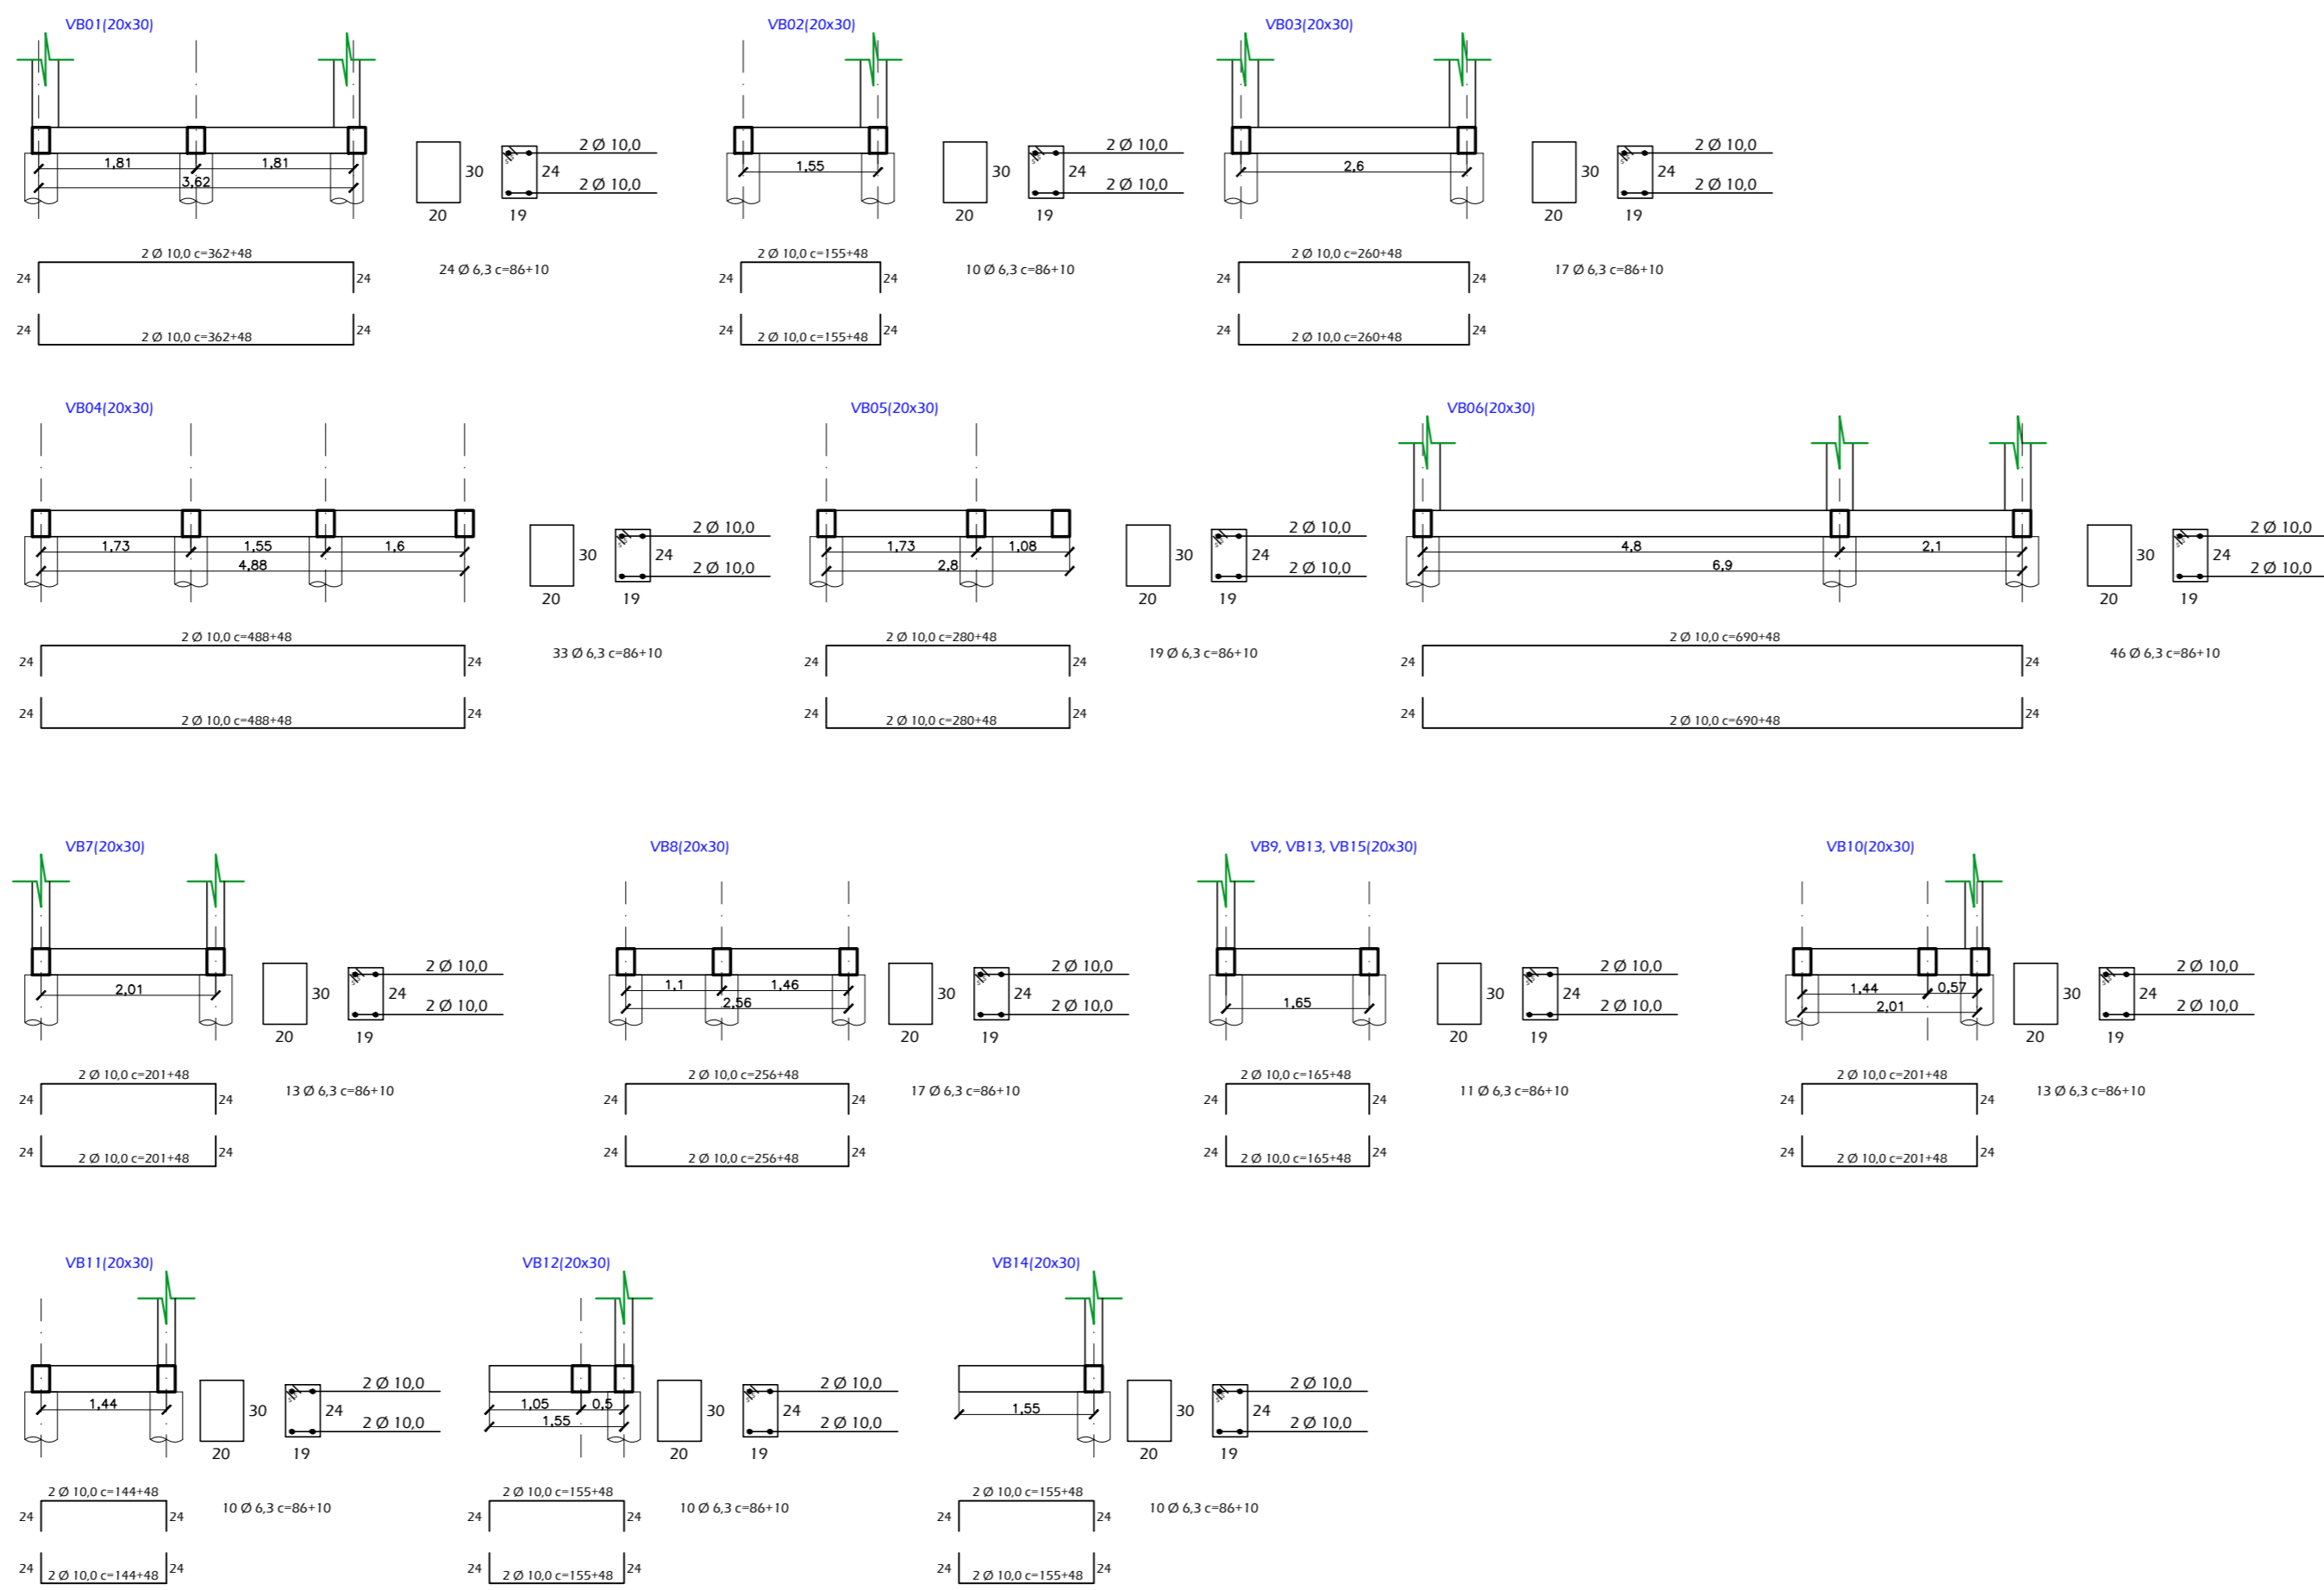 VB01(20x30)
1,81
1,81
3,62
30
20
24
19
2 Ø 10,0
2 Ø 10,0
2 Ø 10,0 c=362+48
24
24
24 Ø 6,3 c=86+10
24
24
2 Ø 10,0 c=362+48
VB02(20x30)
1,55
30
20
24
19
2 Ø 10,0
2 Ø 10,0
2 Ø 10,0 c=155+48
24
24
10 Ø 6,3 c=86+10
24
24
2 Ø 10,0 c=155+48
VB03(20x30)
2,6
30
20
24
19
2 Ø 10,0
2 Ø 10,0
2 Ø 10,0 c=260+48
24
24
17 Ø 6,3 c=86+10
24
24
2 Ø 10,0 c=260+48
VB04(20x30)
1,73
1,55
1,6
4,88
30
20
24
19
2 Ø 10,0
2 Ø 10,0
2 Ø 10,0 c=488+48
24
24
33 Ø 6,3 c=86+10
24
24
2 Ø 10,0 c=488+48
VB05(20x30)
1,73
1,08
2,8
30
20
24
19
2 Ø 10,0
2 Ø 10,0
2 Ø 10,0 c=280+48
24
24
19 Ø 6,3 c=86+10
24
24
2 Ø 10,0 c=280+48
VB06(20x30)
4,8
2,1
6,9
30
20
24
19
2 Ø 10,0
2 Ø 10,0
2 Ø 10,0 c=690+48
24
24
46 Ø 6,3 c=86+10
24
24
2 Ø 10,0 c=690+48
VB7(20x30)
2,01
30
20
24
19
2 Ø 10,0
2 Ø 10,0
2 Ø 10,0 c=201+48
24
24
13 Ø 6,3 c=86+10
24
24
2 Ø 10,0 c=201+48
VB8(20x30)
1,1
1,46
2,56
30
20
24
19
2 Ø 10,0
2 Ø 10,0
2 Ø 10,0 c=256+48
24
24
17 Ø 6,3 c=86+10
24
24
2 Ø 10,0 c=256+48
VB9, VB13, VB15(20x30)
1,65
30
20
24
19
2 Ø 10,0
2 Ø 10,0
2 Ø 10,0 c=165+48
24
24
11 Ø 6,3 c=86+10
24
24
2 Ø 10,0 c=165+48
VB10(20x30)
1,44
0,57
2,01
30
20
24
19
2 Ø 10,0
2 Ø 10,0
2 Ø 10,0 c=201+48
24
24
13 Ø 6,3 c=86+10
24
24
2 Ø 10,0 c=201+48
VB11(20x30)
1,44
30
20
24
19
2 Ø 10,0
2 Ø 10,0
2 Ø 10,0 c=144+48
24
24
10 Ø 6,3 c=86+10
24
24
2 Ø 10,0 c=144+48
VB12(20x30)
1,05
0,5
1,55
30
20
24
19
2 Ø 10,0
2 Ø 10,0
2 Ø 10,0 c=155+48
24
24
10 Ø 6,3 c=86+10
24
24
2 Ø 10,0 c=155+48
VB14(20x30)
1,55
30
20
24
19
2 Ø 10,0
2 Ø 10,0
2 Ø 10,0 c=155+48
24
24
10 Ø 6,3 c=86+10
24
24
2 Ø 10,0 c=155+48